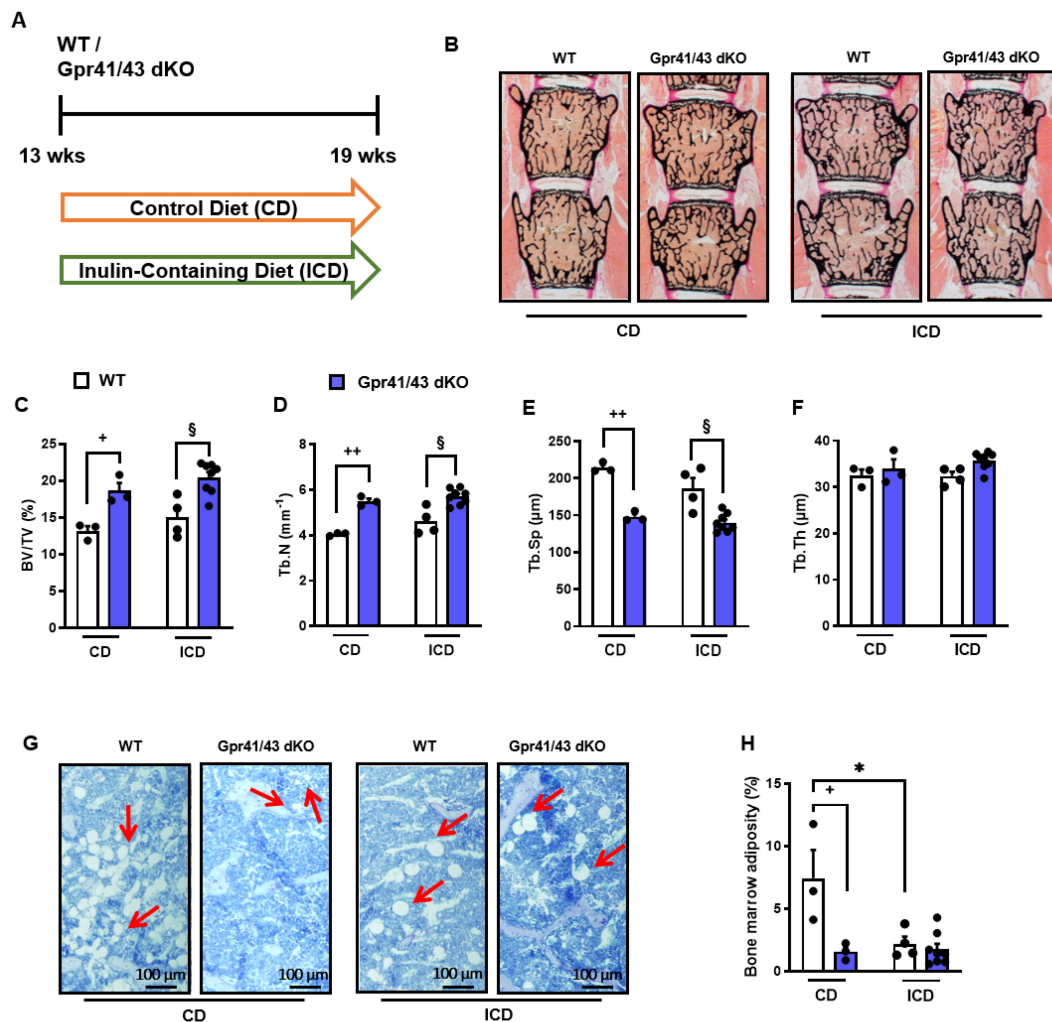 A
WT /
Gpr41/43 dKO
13 wks
19 wks
Control Diet (CD)
Inulin-Containing Diet (ICD)
B
WT
Gpr41/43 dKO
WT
Gpr41/43 dKO
CD
ICD
WT
Gpr41/43 dKO
C
BV/TV (%)
25
20
15
10
5
0
+
§
CD
ICD
D
Tb.N (mm⁻¹)
8
6
4
2
0
++
§
CD
ICD
E
Tb.Sp (µm)
250
200
150
100
50
0
++
§
CD
ICD
F
Tb.Th (µm)
40
30
20
10
0
CD
ICD
G
WT
Gpr41/43 dKO
WT
Gpr41/43 dKO
100 µm
100 µm
100 µm
100 µm
CD
ICD
H
Bone marrow adiposity (%)
15
10
5
0
*
+
CD
ICD